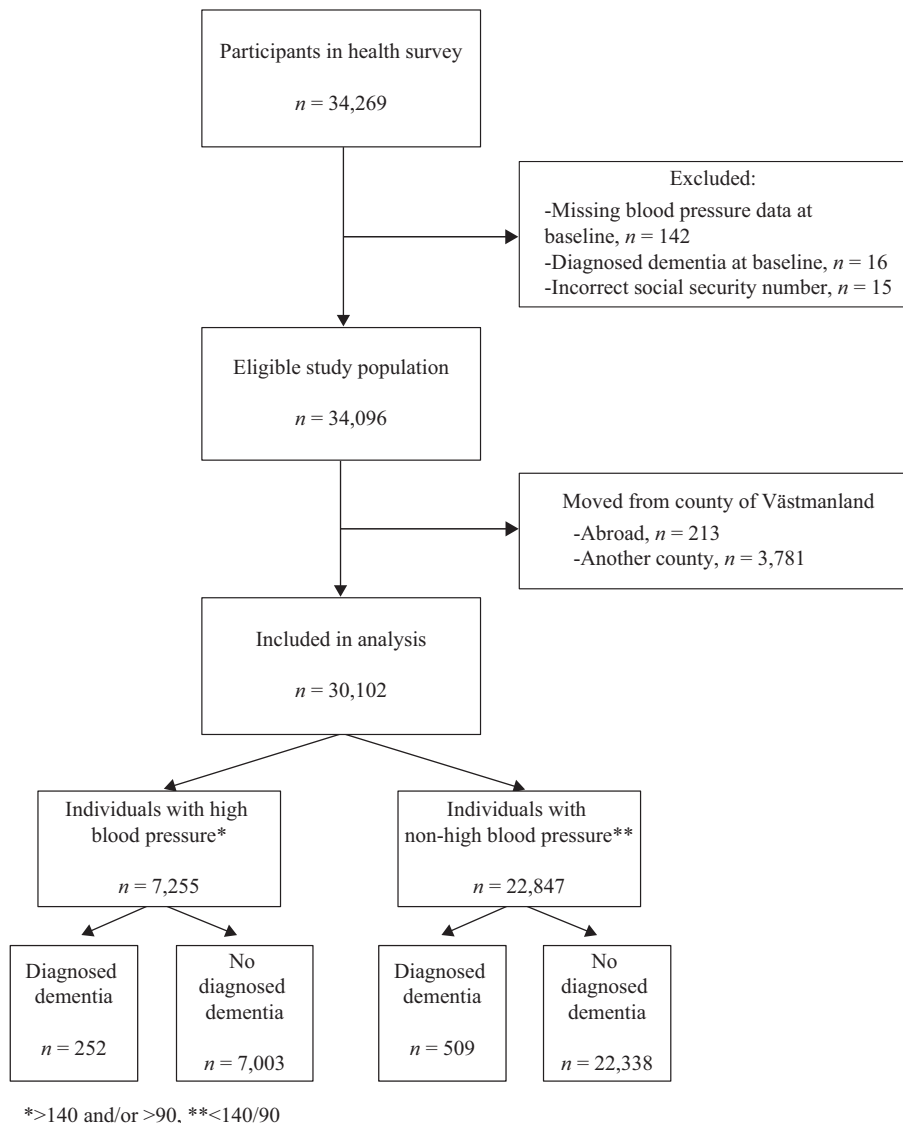 Participants in health survey
n = 34,269
Excluded:
-Missing blood pressure data at
baseline, n = 142
-Diagnosed dementia at baseline, n = 16
-Incorrect social security number, n = 15
Eligible study population
n = 34,096
Moved from county of Västmanland
-Abroad, n = 213
-Another county, n = 3,781
Included in analysis
n = 30,102
Individuals with high
blood pressure*
n = 7,255
Individuals with
non-high blood pressure**
n = 22,847
Diagnosed
dementia
n = 252
No
diagnosed
dementia
n = 7,003
Diagnosed
dementia
n = 509
No
diagnosed
dementia
n = 22,338
*>140 and/or >90, **<140/90